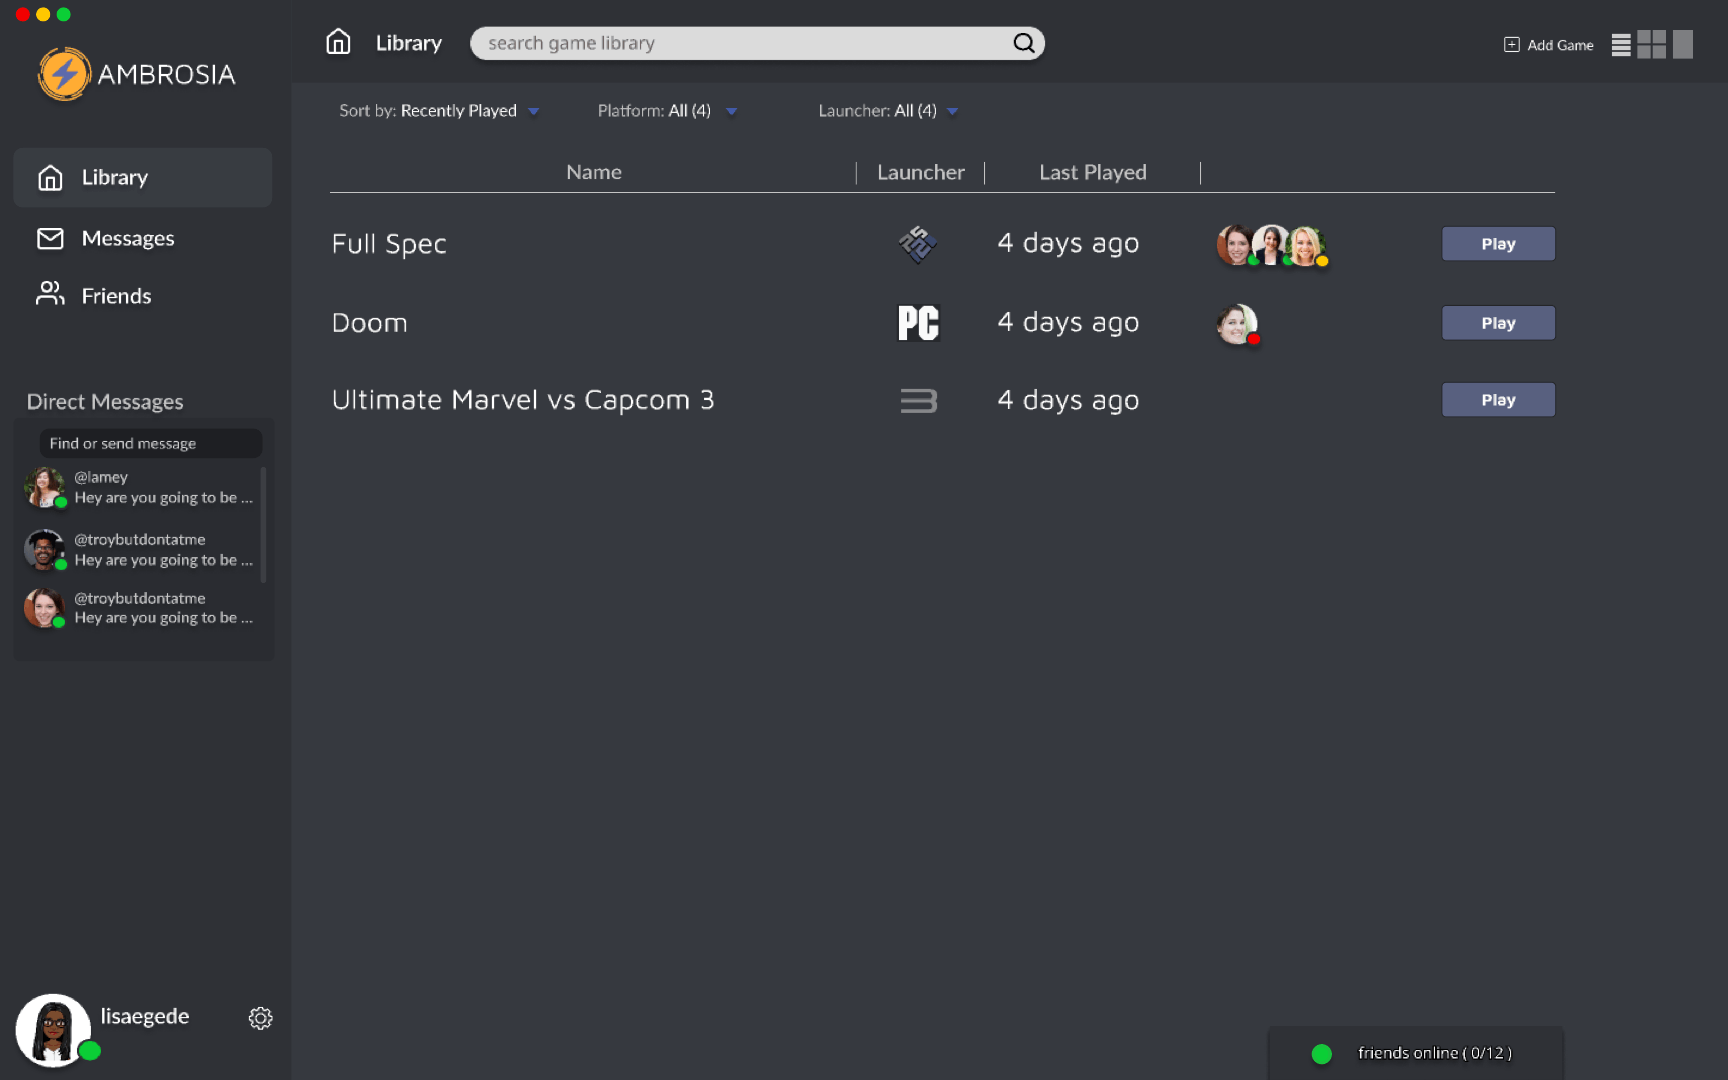 AMBROSIA
Library
Messages
Friends
Direct Messages
Find or send message
@lamey
Hey are you going to be ...
@troybutdontatme
Hey are you going to be ...
@troybutdontatme
Hey are you going to be ...
lisaegede
Library
search game library
Add Game
Sort by: Recently Played
Platform: All (4)
Launcher: All (4)
Name
Launcher
Last Played
Full Spec
4 days ago
Play
Doom
PC
4 days ago
Play
Ultimate Marvel vs Capcom 3
4 days ago
Play
friends online ( 0/12 )